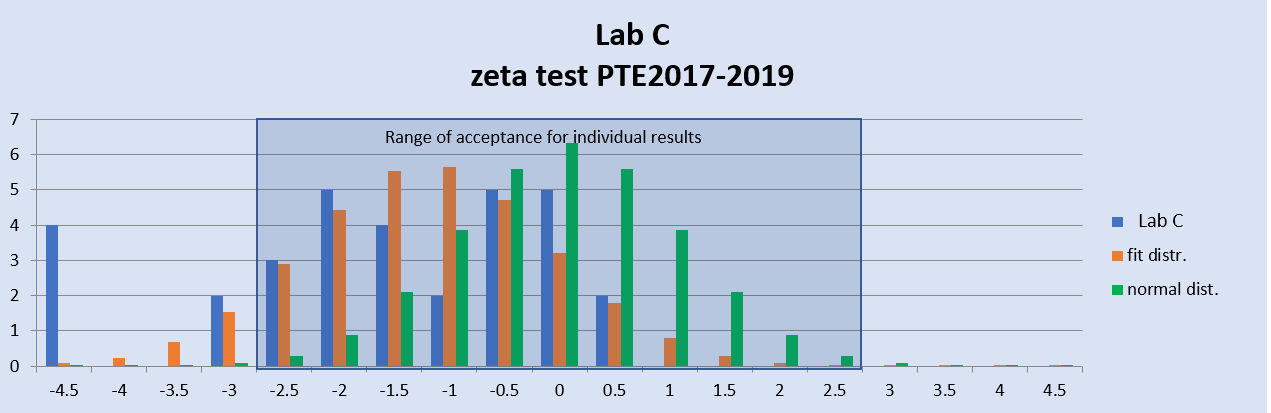 Lab C
zeta test PTE2017-2019
Range of acceptance for individual results
7
6
5
4
3
2
1
0
-4.5 -4 -3.5 -3 -2.5 -2 -1.5 -1 -0.5 0 0.5 1 1.5 2 2.5 3 3.5 4 4.5
Lab C
fit distr.
normal dist.